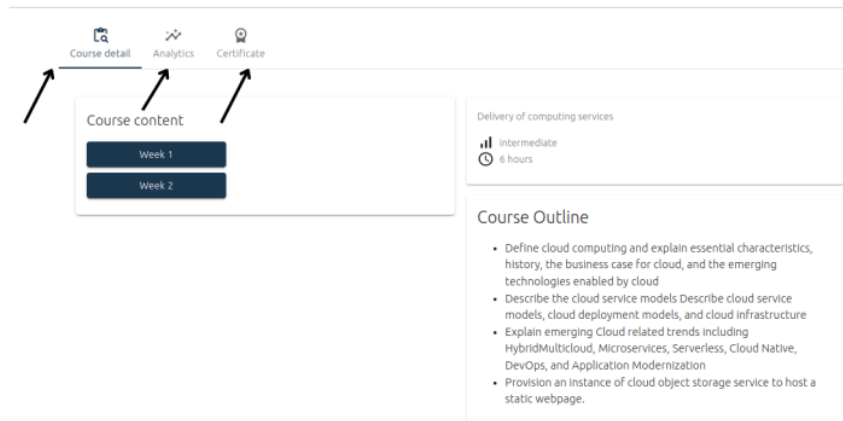 Course detail Analytics Certificate
Course content
Week 1
Week 2
Delivery of computing services
intermediate
6 hours
Course Outline
Define cloud computing and explain essential characteristics,
history, the business case for cloud, and the emerging
technologies enabled by cloud
Describe the cloud service models Describe cloud service
models, cloud deployment models, and cloud infrastructure
Explain emerging Cloud related trends including
HybridMulticloud, Microservices, Serverless, Cloud Native,
DevOps, and Application Modernization
Provision an instance of cloud object storage service to host a
static webpage.